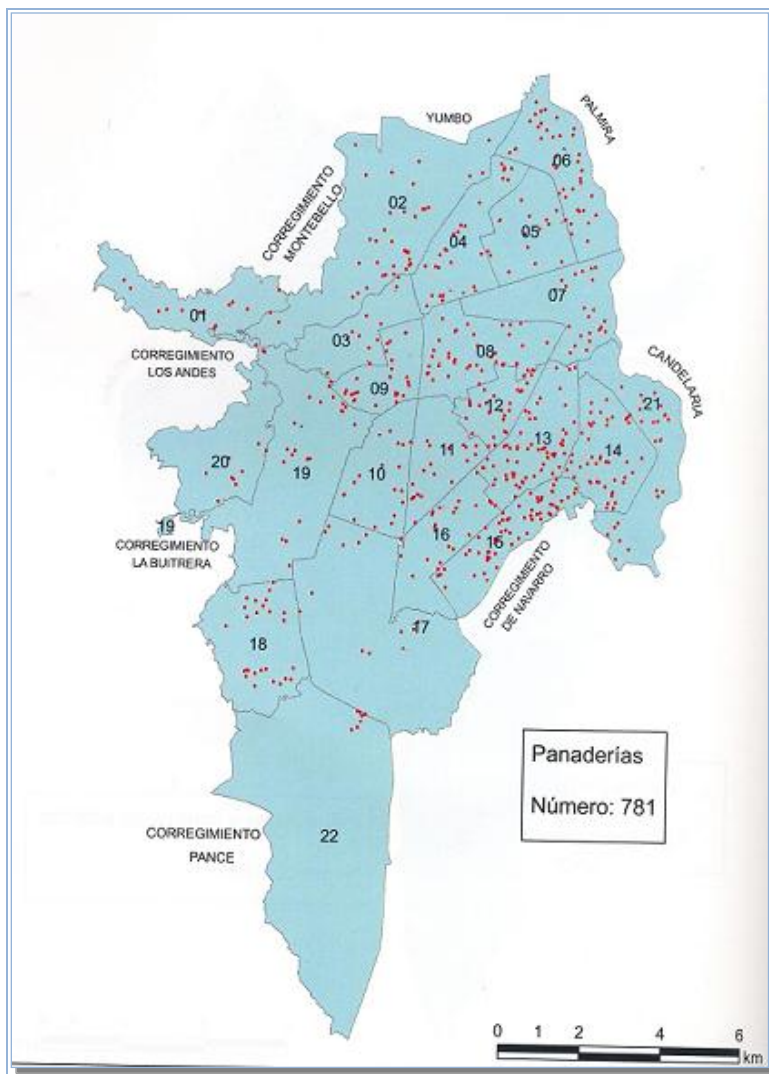 YUMBO
PALMIRA
06
02
CORREGIMIENTO
MONTEBELLO
04
05
07
01
03
08
CORREGIMIENTO
LOS ANDES
CANDELARIA
09
12
21
13
11
14
20
19
10
19
CORREGIMIENTO
LA BUITRERA
16
15
CORREGIMIENTO
DE NAVARRO
17
18
Panaderías
Número: 781
CORREGIMIENTO
PANCE
22
0 1 2 4 6
km